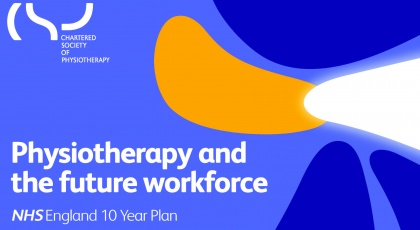 CHARTERED
SOCIETY
OF
PHYSIOTHERAPY
Physiotherapy and
the future workforce
NHS England 10 Year Plan